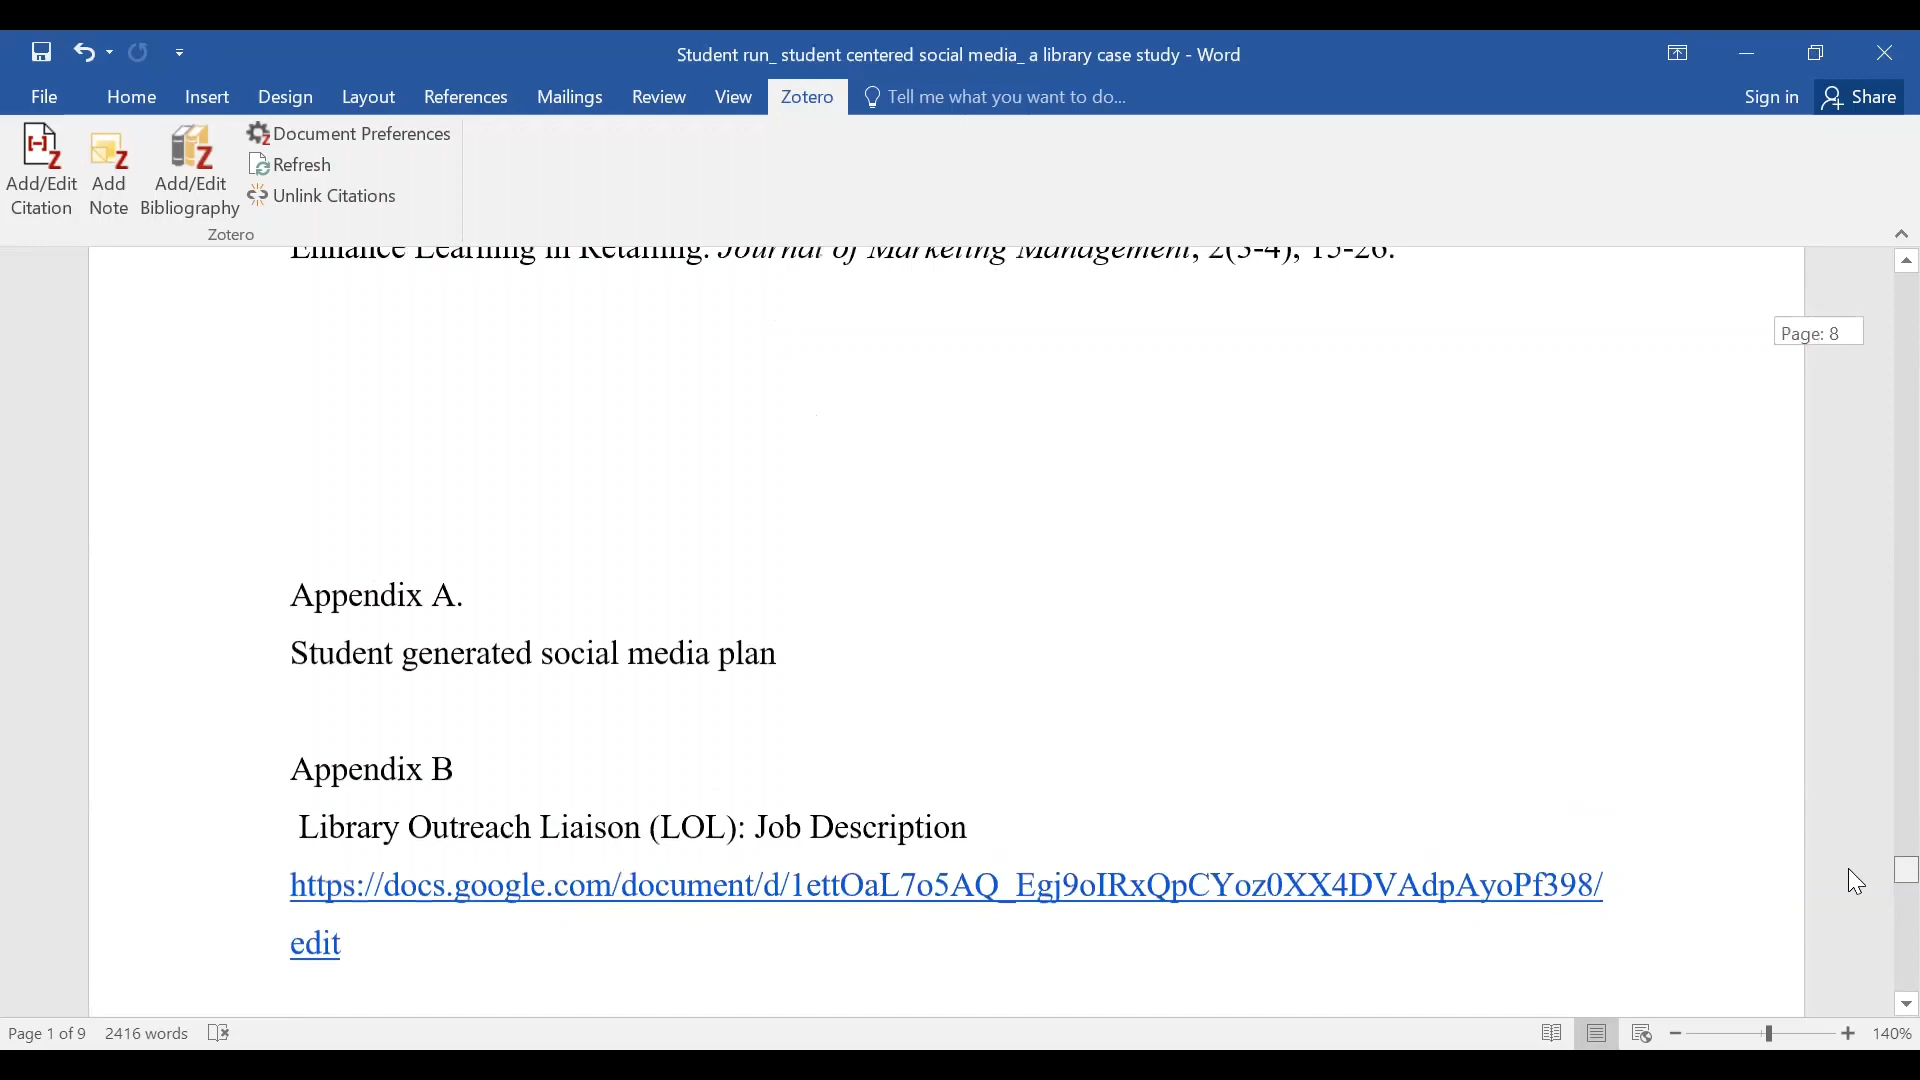 Student run_ student centered social media_ a library case study - Word
File Home Insert Design Layout References Mailings Review View Zotero Tell me what you want to do... Sign in Share
Add/Edit Citation
Add Note
Add/Edit Bibliography
Document Preferences
Refresh
Unlink Citations
Zotero
Enhance Learning in Retailing. Journal of Marketing Management, 2(3-4), 15-26.
Page: 8
Appendix A.
Student generated social media plan
Appendix B
Library Outreach Liaison (LOL): Job Description
https://docs.google.com/document/d/1ettOaL7o5AQ_Egj9oIRxQpCYoz0XX4DVAdpAyoPf398/
edit
Page 1 of 9 2416 words 140%